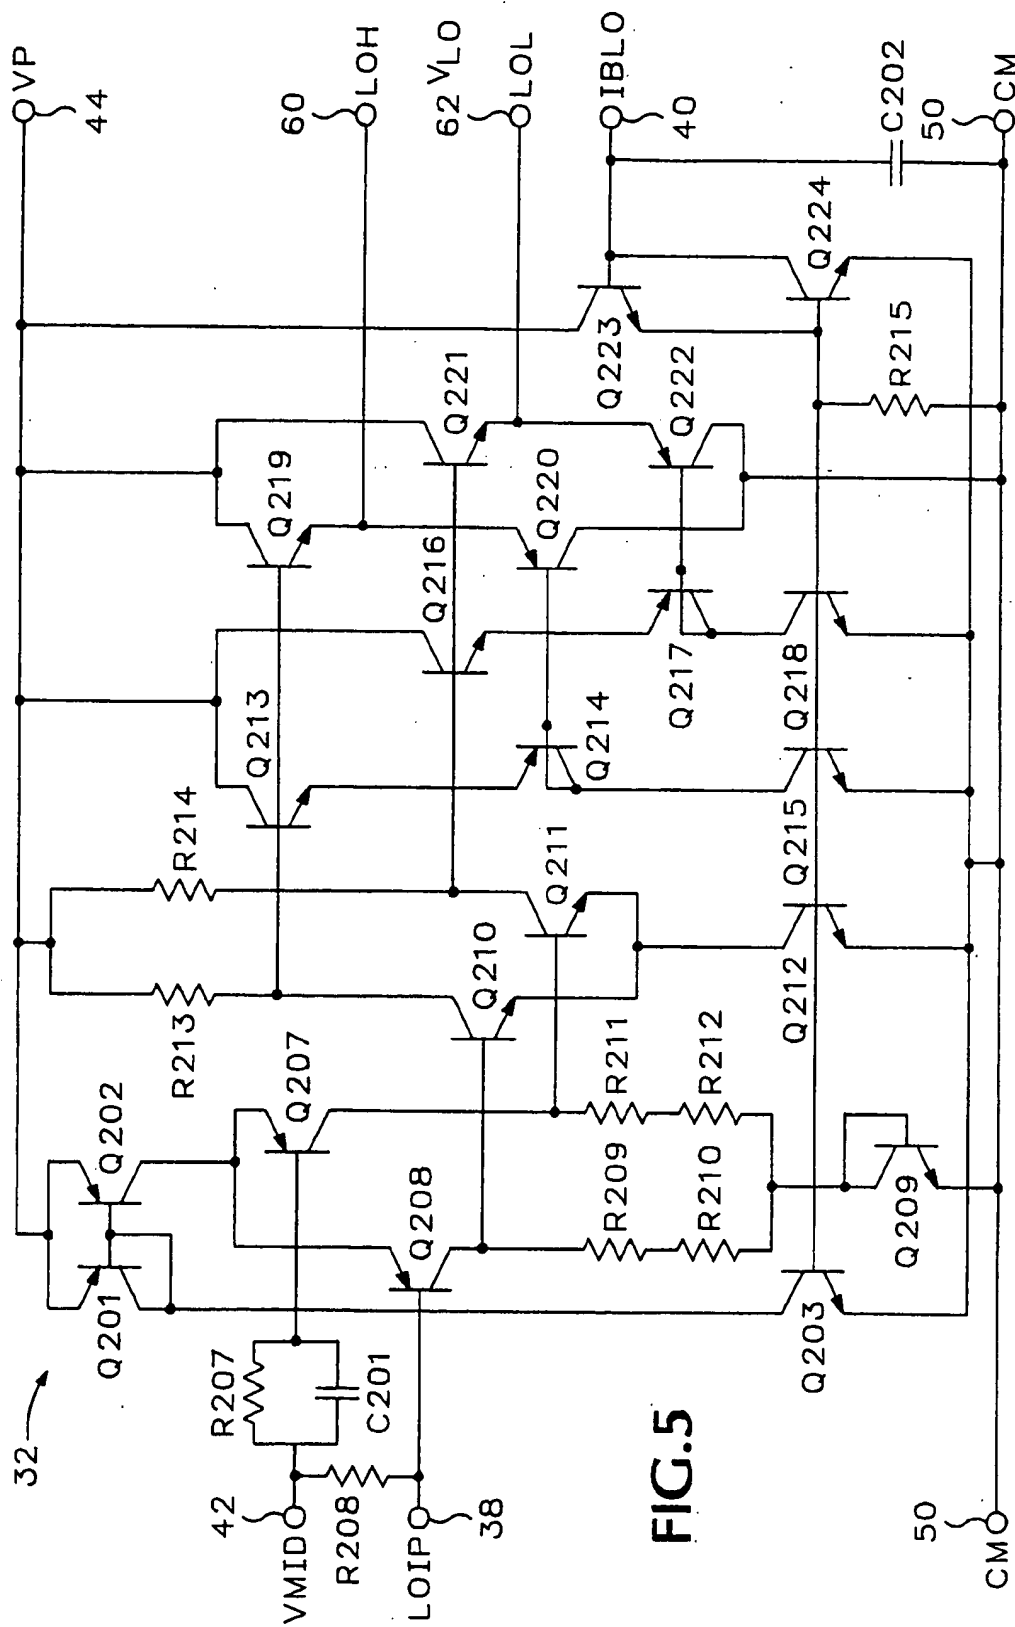 32
VP
44
60
LOH
62
VLO
LOL
IBLO
40
C202
50
CM
Q201
Q202
R213
R214
Q213
Q219
Q216
Q221
Q220
Q223
Q222
Q224
R215
Q207
Q208
Q210
Q211
Q214
Q217
Q218
Q215
Q212
R207
C201
R209
R211
R210
R212
Q209
Q203
42
VMID
R208
LOIP
38
FIG.5
50
CM